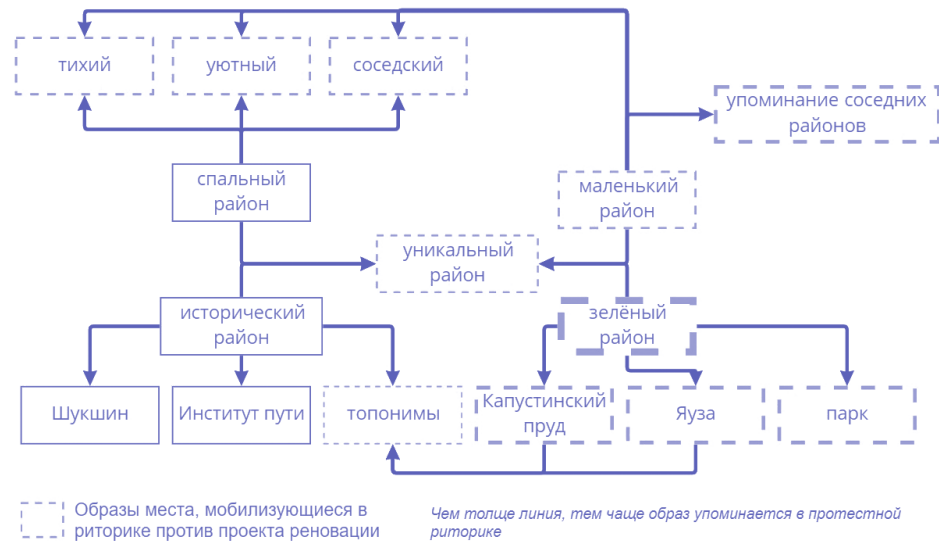 тихий
уютный
соседский
упоминание соседних
районов
спальный
район
маленький
район
уникальный
район
исторический
район
зелёный
район
Шукшин
Институт пути
топонимы
Капустинский
пруд
Яуза
парк
Образы места, мобилизующиеся в
риторике против проекта реновации
Чем толще линия, тем чаще образ упоминается в протестной
риторике